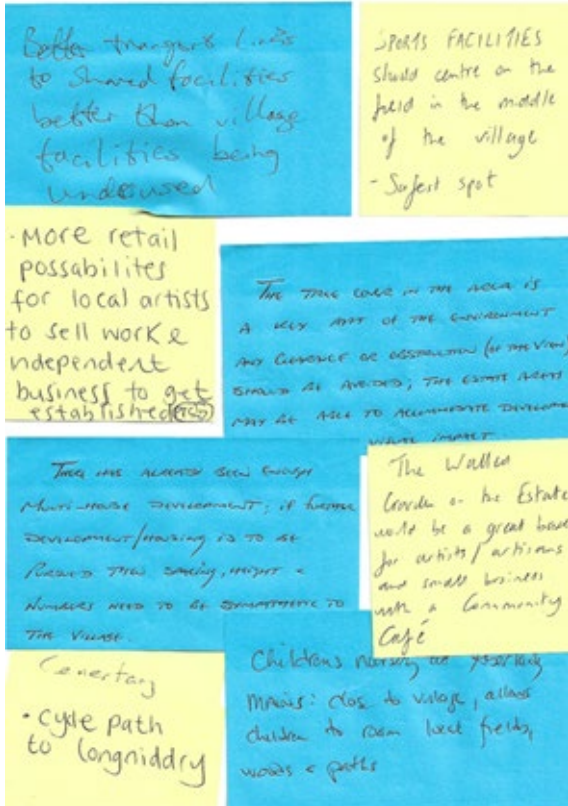 Better transport links
to shared facilities
better than village
facilities being
underused
SPORTS FACILITIES
should centre on the
field in the middle
of the village
- Safest spot
· More retail
possabilites
for local artists
to sell work &
independent
business to get
established
THE TREE COVER IN THE AREA IS
A KEY PART OF THE ENVIRONMENT
ANY CLEARENCE OR OBSTRUCTION (OF THE VIEW)
SHOULD BE AVOIDED; THE ESTATE AREAS
MAY BE ABLE TO ACCOMMODATE
VISUAL IMPACT
THERE HAS ALREADY BEEN ENOUGH
MULTI-HOUSE DEVELOPMENT; IF FURTHER
DEVELOPMENT/HOUSING IS TO BE
PURSUED THEN SPACING, HEIGHT &
NUMBERS NEED TO BE SYMPATHETIC TO
THE VILLAGE.
The Walled
Garden on the Estate
would be a great base
for artists/artisans
and small business
with a Community
Café
· cycle path
to Longniddry
Childrens nursery at
Mains: close to village, allows
children to roam local fields,
woods & paths